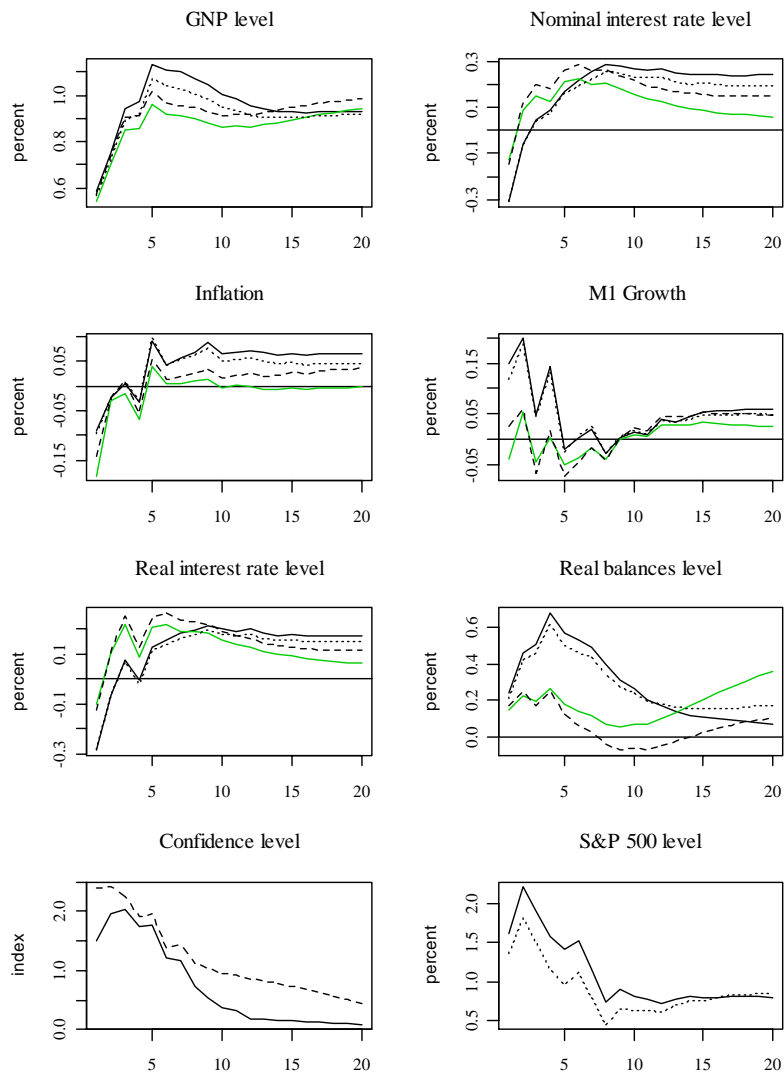 GNP level
percent
0.6 0.8 1.0
5 10 15 20
Nominal interest rate level
percent
-0.3 -0.1 0.1 0.3
5 10 15 20
Inflation
percent
-0.15 -0.05 0.05
5 10 15 20
M1 Growth
percent
-0.05 0.05 0.15
5 10 15 20
Real interest rate level
percent
-0.3 -0.1 0.1
5 10 15 20
Real balances level
percent
0.0 0.2 0.4 0.6
5 10 15 20
Confidence level
index
0.0 1.0 2.0
5 10 15 20
S&P 500 level
percent
0.5 1.0 1.5 2.0
5 10 15 20